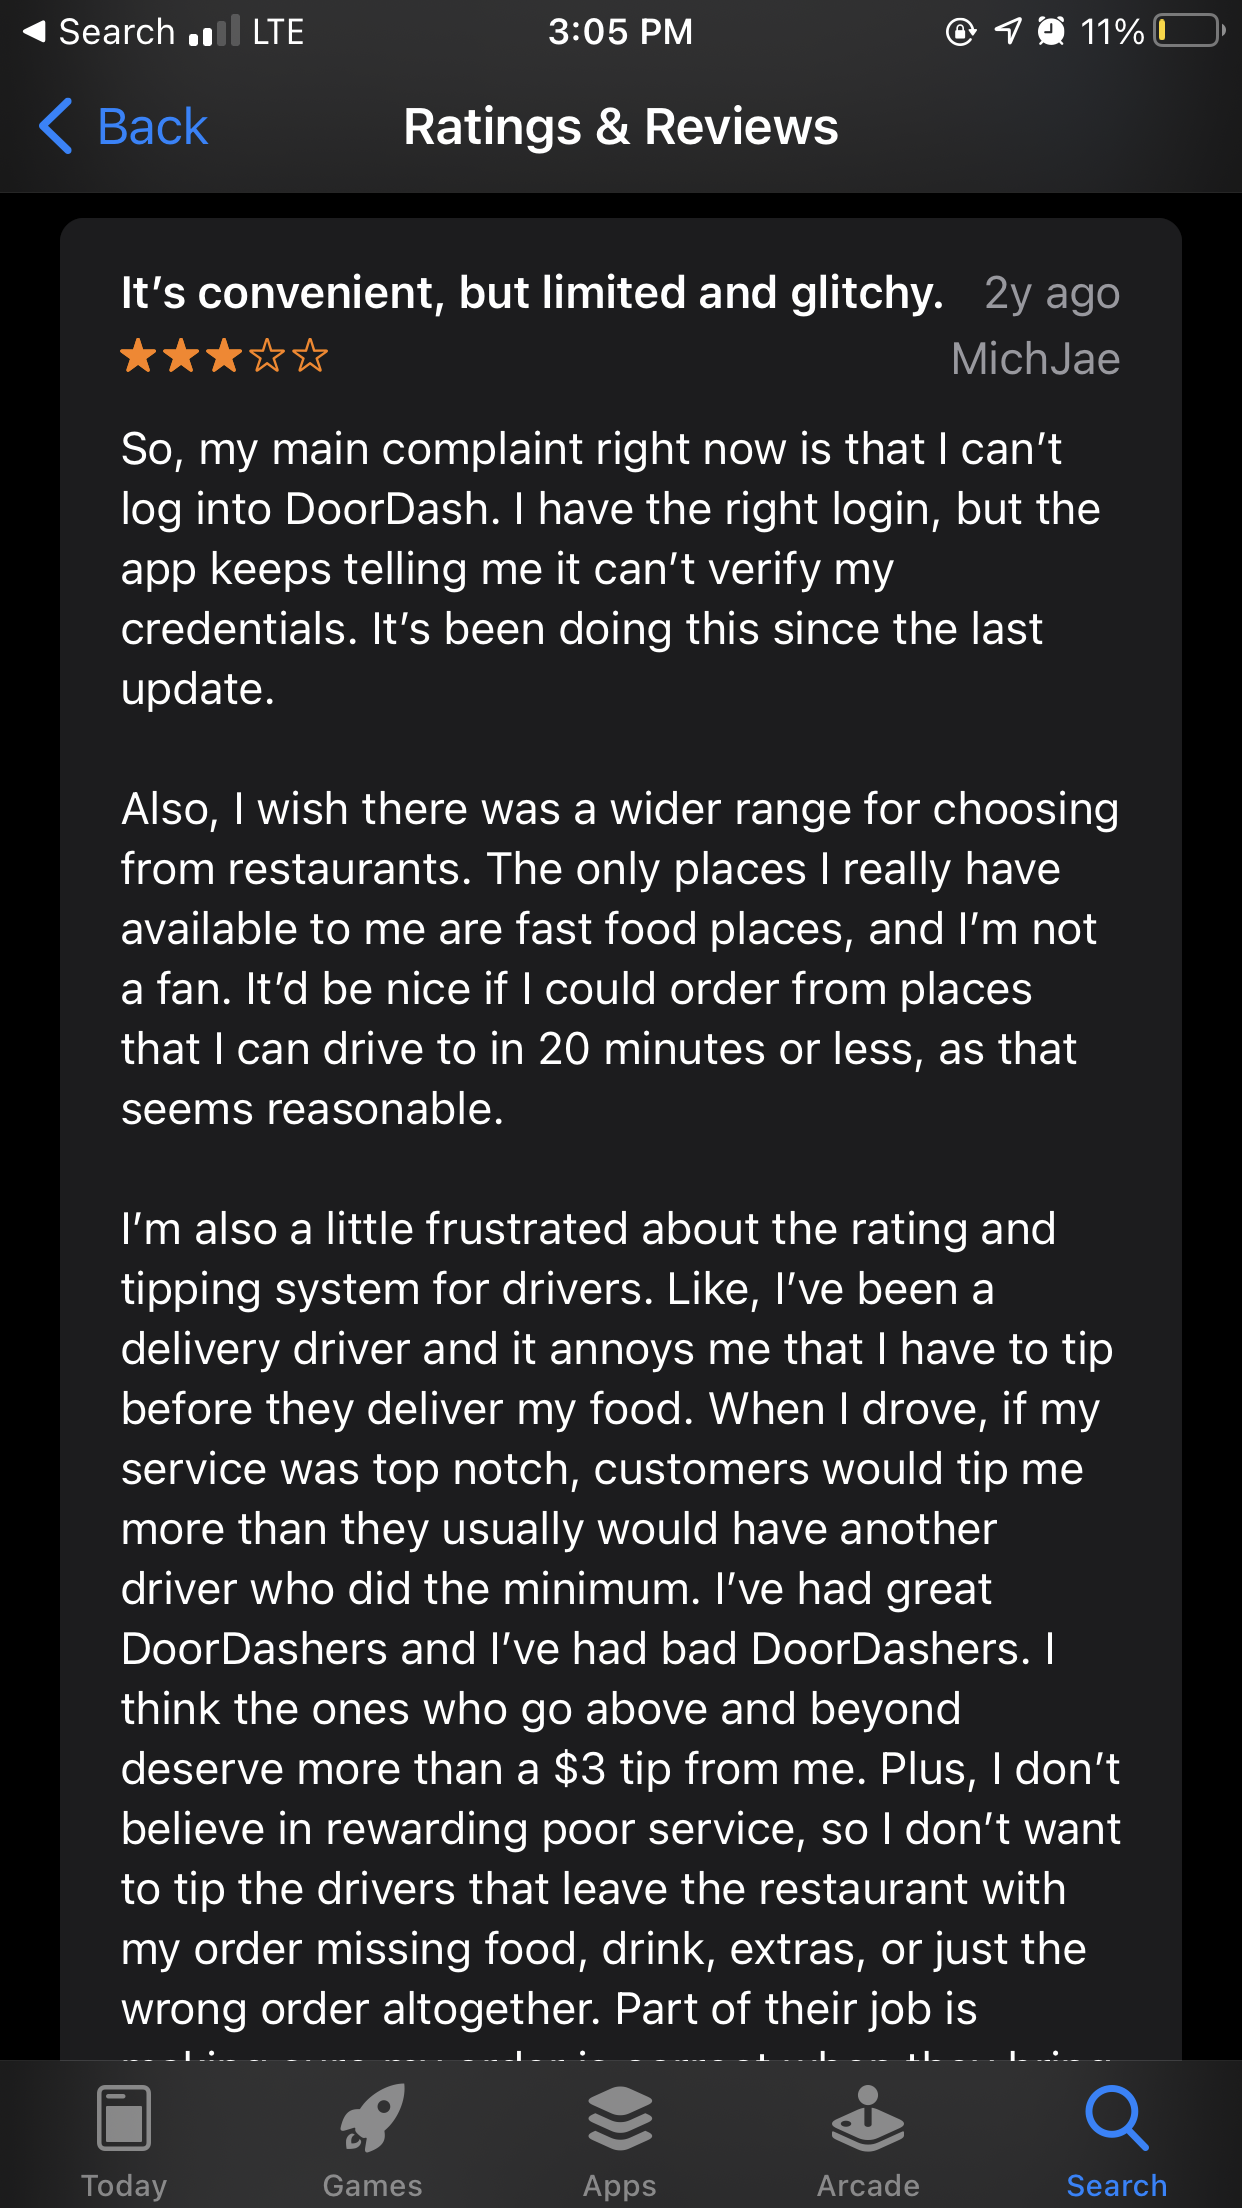 Search LTE 3:05 PM 11%
Back Ratings & Reviews
It’s convenient, but limited and glitchy. 2y ago
MichJae
So, my main complaint right now is that I can’t
log into DoorDash. I have the right login, but the
app keeps telling me it can’t verify my
credentials. It’s been doing this since the last
update.
Also, I wish there was a wider range for choosing
from restaurants. The only places I really have
available to me are fast food places, and I’m not
a fan. It’d be nice if I could order from places
that I can drive to in 20 minutes or less, as that
seems reasonable.
I’m also a little frustrated about the rating and
tipping system for drivers. Like, I’ve been a
delivery driver and it annoys me that I have to tip
before they deliver my food. When I drove, if my
service was top notch, customers would tip me
more than they usually would have another
driver who did the minimum. I’ve had great
DoorDashers and I’ve had bad DoorDashers. I
think the ones who go above and beyond
deserve more than a $3 tip from me. Plus, I don’t
believe in rewarding poor service, so I don’t want
to tip the drivers that leave the restaurant with
my order missing food, drink, extras, or just the
wrong order altogether. Part of their job is
making sure my order is correct when they bring
Today Games Apps Arcade Search